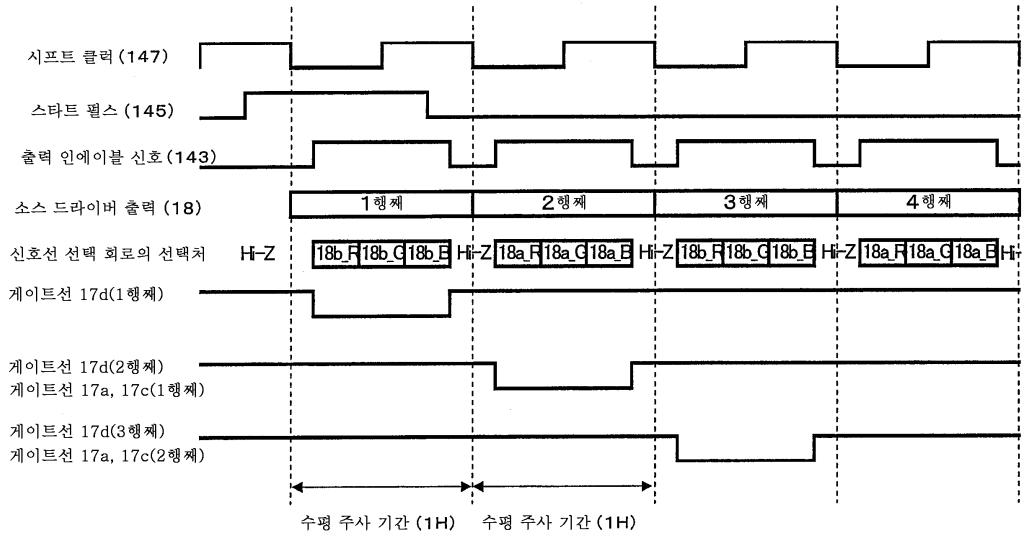 시프트 클럭 (147)
스타트 펄스 (145)
출력 인에이블 신호 (143)
소스 드라이버 출력 (18) 1행째 2행째 3행째 4행째
신호선 선택 회로의 선택처 Hi-Z 18b_R 18b_G 18b_B Hi-Z 18a_R 18a_G 18a_B Hi-Z 18b_R 18b_G 18b_B Hi-Z 18a_R 18a_G 18a_B Hi-
게이트선 17d(1행째)
게이트선 17d(2행째)
게이트선 17a, 17c(1행째)
게이트선 17d(3행째)
게이트선 17a, 17c(2행째)
수평 주사 기간 (1H) 수평 주사 기간 (1H)